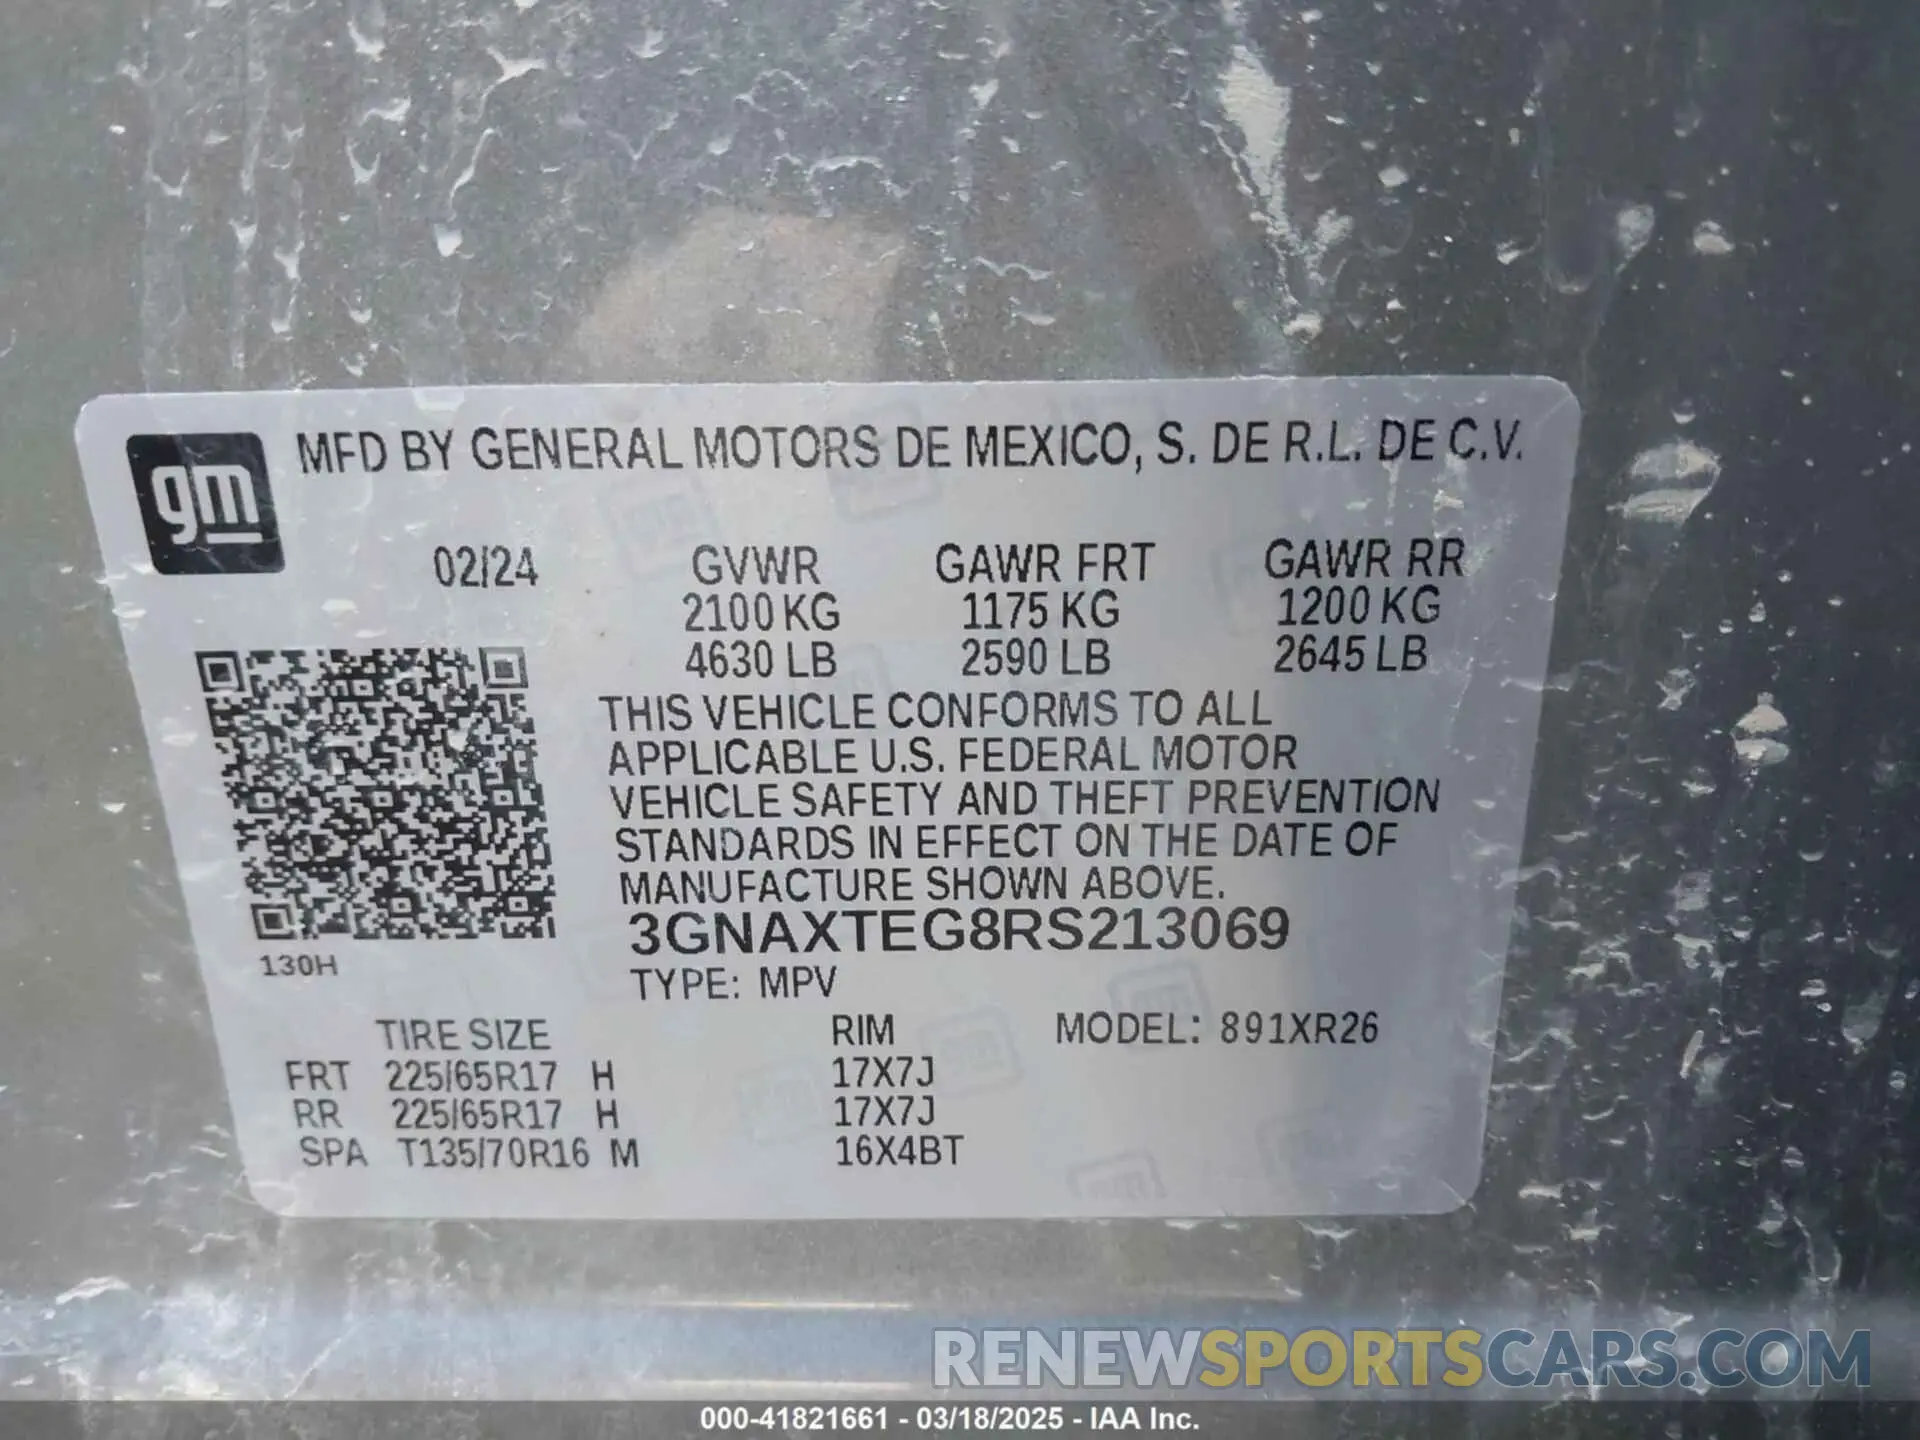 gm
MFD BY GENERAL MOTORS DE MEXICO, S. DE R.L. DE C.V.
02/24 GVWR GAWR FRT GAWR RR
2100 KG 1175 KG 1200 KG
4630 LB 2590 LB 2645 LB
THIS VEHICLE CONFORMS TO ALL
APPLICABLE U.S. FEDERAL MOTOR
VEHICLE SAFETY AND THEFT PREVENTION
STANDARDS IN EFFECT ON THE DATE OF
MANUFACTURE SHOWN ABOVE.
3GNAXTEG8RS213069
130H
TYPE: MPV
TIRE SIZE RIM MODEL: 891XR26
FRT 225/65R17 H 17X7J
RR 225/65R17 H 17X7J
SPA T135/70R16 M 16X4BT
RENEWSPORTSCARS.COM
000-41821661 - 03/18/2025 - IAA Inc.